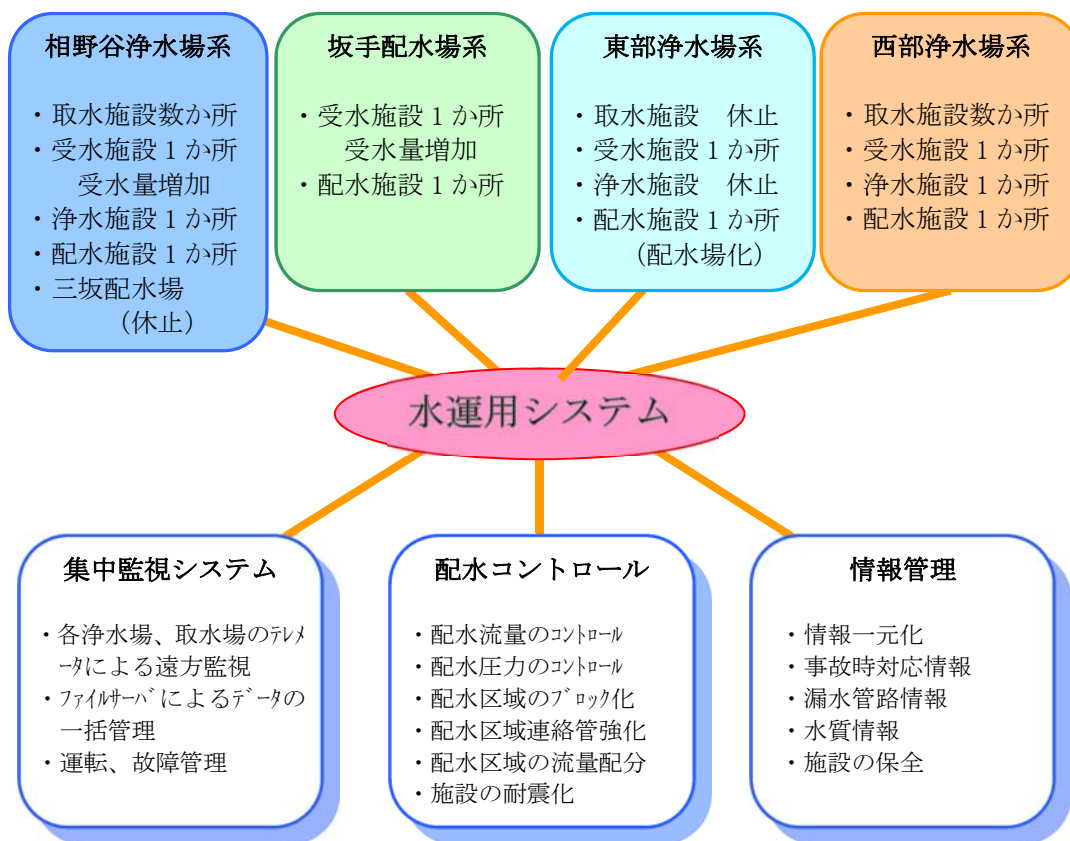 相野谷浄水場系
・取水施設数か所
・受水施設１か所
受水量増加
・浄水施設１か所
・配水施設１か所
・三坂配水場
（休止）
坂手配水場系
・受水施設１か所
受水量増加
・配水施設１か所
東部浄水場系
・取水施設　休止
・受水施設１か所
・浄水施設　休止
・配水施設１か所
（配水場化）
西部浄水場系
・取水施設数か所
・受水施設１か所
・浄水施設１か所
・配水施設１か所
水運用システム
集中監視システム
・各浄水場、取水場のﾃﾚﾒ
ｰﾀによる遠方監視
・ﾌｧｲﾙｻｰﾊﾞによるﾃﾞｰﾀの
一括管理
・運転、故障管理
配水コントロール
・配水流量のｺﾝﾄﾛｰﾙ
・配水圧力のｺﾝﾄﾛｰﾙ
・配水区域のﾌﾞﾛｯｸ化
・配水区域連絡管強化
・配水区域の流量配分
・施設の耐震化
情報管理
・情報一元化
・事故時対応情報
・漏水管路情報
・水質情報
・施設の保全